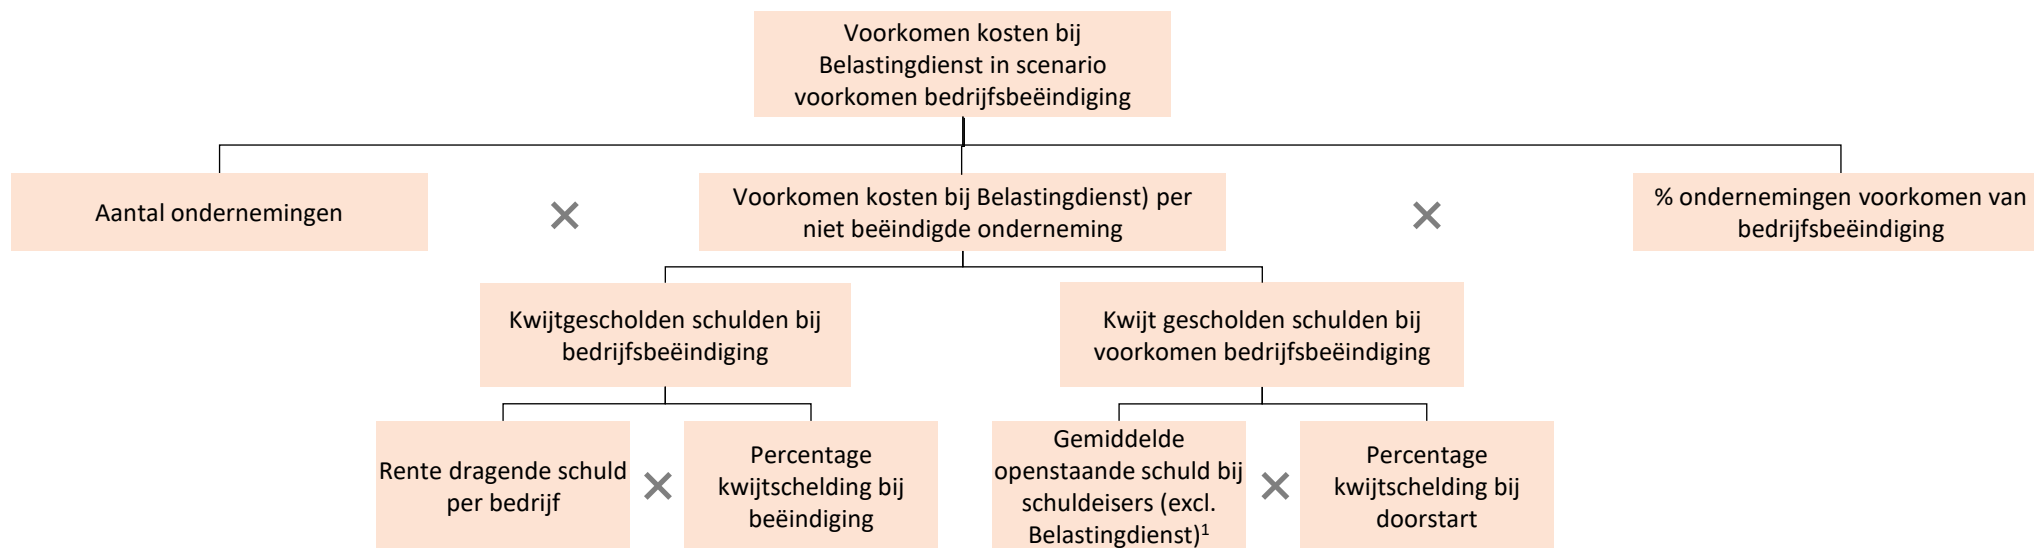 Voorkomen kosten bij
Belastingdienst in scenario
voorkomen bedrijfsbeëindiging
Aantal ondernemingen
Voorkomen kosten bij Belastingdienst) per
niet beëindigde onderneming
% ondernemingen voorkomen van
bedrijfsbeëindiging
Kwijtgescholden schulden bij
bedrijfsbeëindiging
Kwijt gescholden schulden bij
voorkomen bedrijfsbeëindiging
Rente dragende schuld
per bedrijf
Percentage
kwijtschelding bij
beëindiging
Gemiddelde
openstaande schuld bij
schuldeisers (excl.
Belastingdienst)¹
Percentage
kwijtschelding bij
doorstart